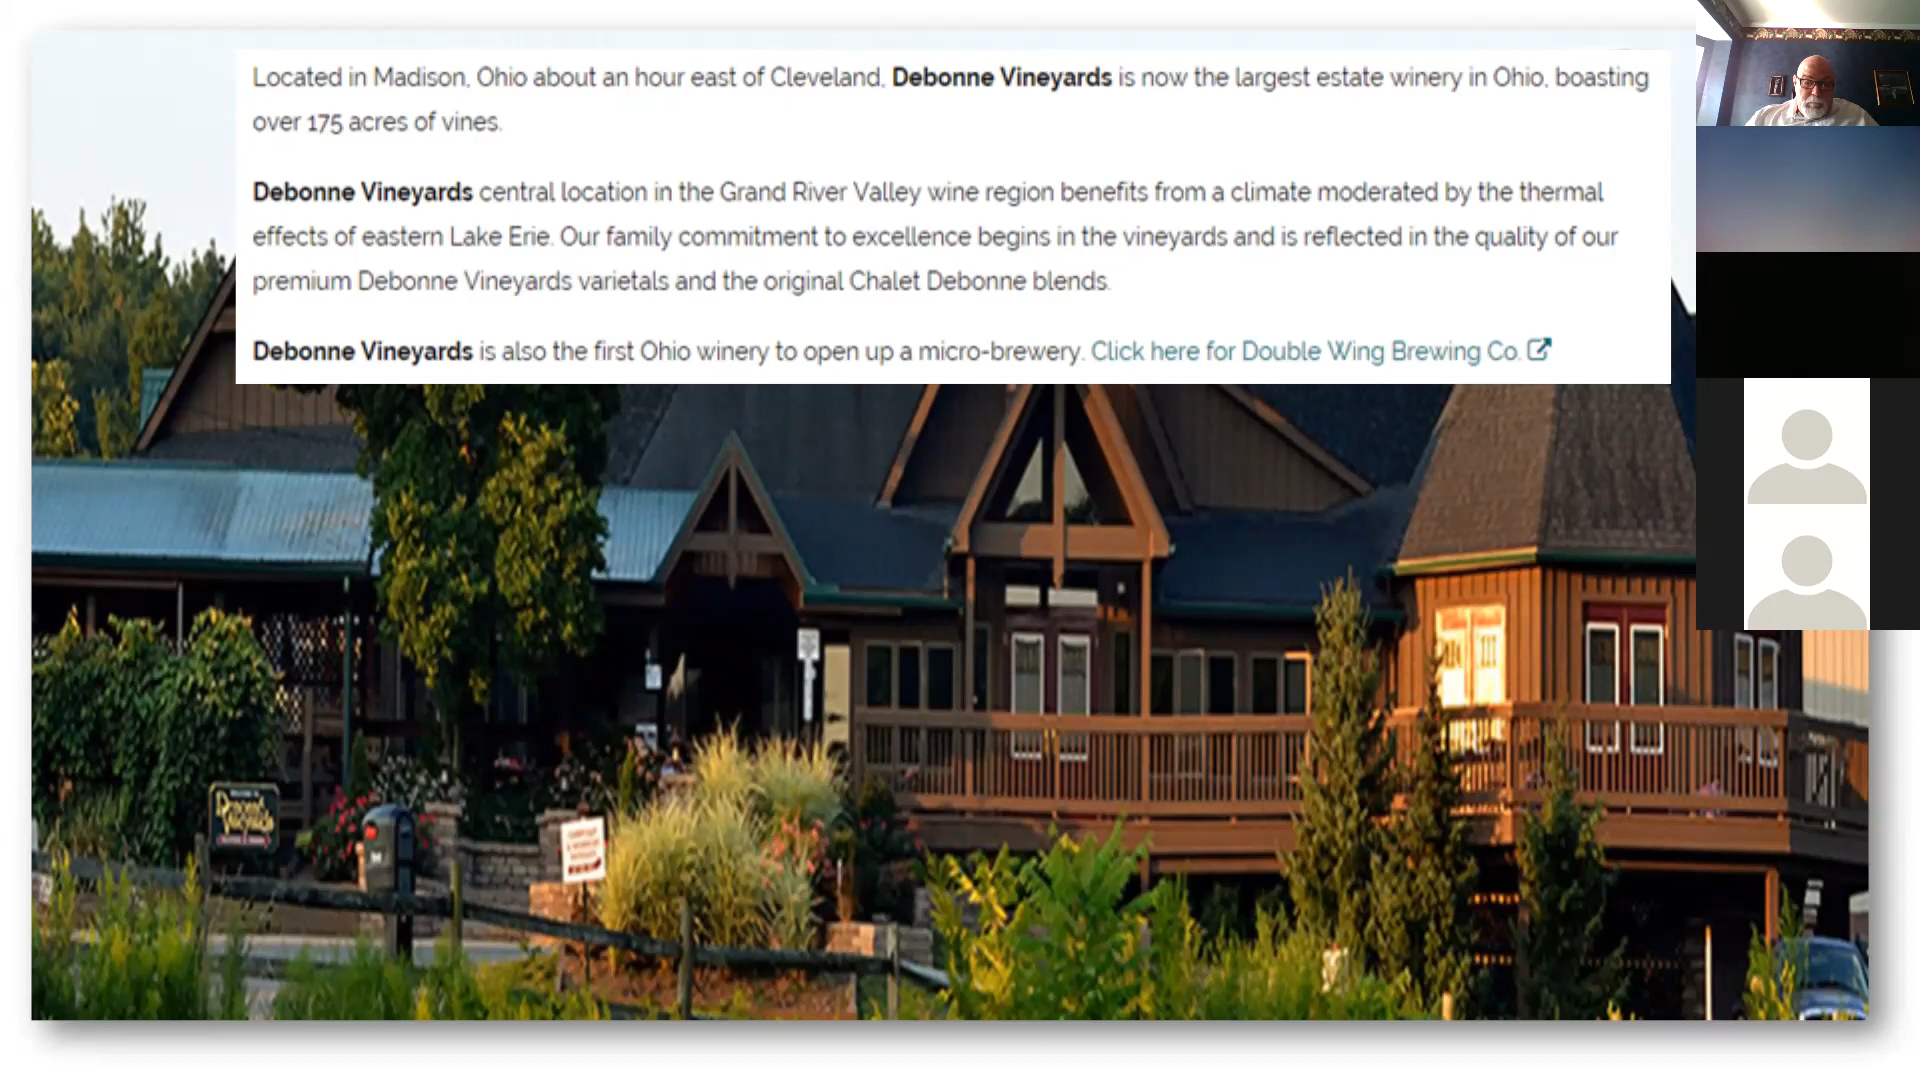 Located in Madison, Ohio about an hour east of Cleveland, Debonne Vineyards is now the largest estate winery in Ohio, boasting
over 175 acres of vines.
Debonne Vineyards central location in the Grand River Valley wine region benefits from a climate moderated by the thermal
effects of eastern Lake Erie. Our family commitment to excellence begins in the vineyards and is reflected in the quality of our
premium Debonne Vineyards varietals and the original Chalet Debonne blends.
Debonne Vineyards is also the first Ohio winery to open up a micro-brewery. Click here for Double Wing Brewing Co.